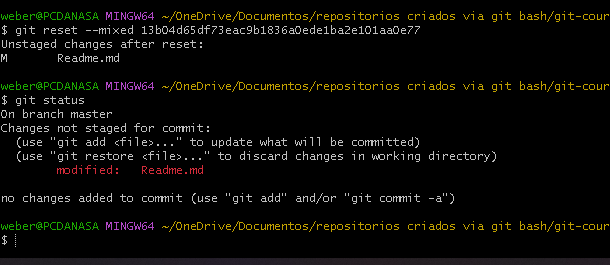 weber@PCDANASA MINGW64 ~/OneDrive/Documentos/repositorios criados via git bash/git-cour
$ git reset --mixed 13b04d65df73eac9b1836a0ede1ba2e101aa0e77
Unstaged changes after reset:
M       Readme.md
weber@PCDANASA MINGW64 ~/OneDrive/Documentos/repositorios criados via git bash/git-cour
$ git status
On branch master
Changes not staged for commit:
  (use "git add <file>..." to update what will be committed)
  (use "git restore <file>..." to discard changes in working directory)
        modified:   Readme.md
no changes added to commit (use "git add" and/or "git commit -a")
weber@PCDANASA MINGW64 ~/OneDrive/Documentos/repositorios criados via git bash/git-cour
$